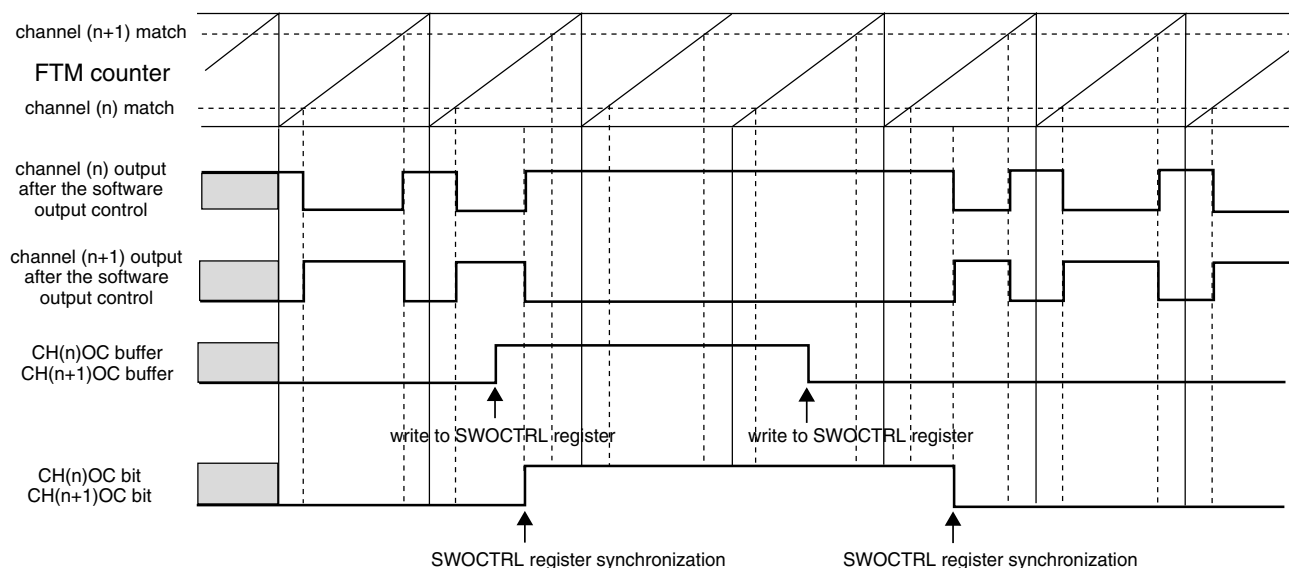 channel (n+1) match
FTM counter
channel (n) match
channel (n) output
after the software
output control
channel (n+1) output
after the software
output control
CH(n)OC buffer
CH(n+1)OC buffer
write to SWOCTRL register
write to SWOCTRL register
CH(n)OC bit
CH(n+1)OC bit
SWOCTRL register synchronization
SWOCTRL register synchronization